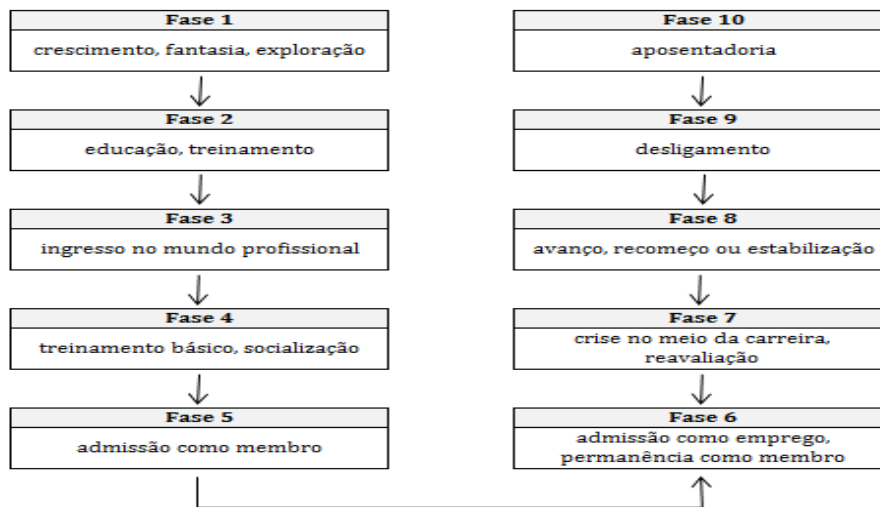 Fase 1
crescimento, fantasia, exploração
Fase 2
educação, treinamento
Fase 3
ingresso no mundo profissional
Fase 4
treinamento básico, socialização
Fase 5
admissão como membro
Fase 10
aposentadoria
Fase 9
desligamento
Fase 8
avanço, recomeço ou estabilização
Fase 7
crise no meio da carreira,
reavaliação
Fase 6
admissão como emprego,
permanência como membro